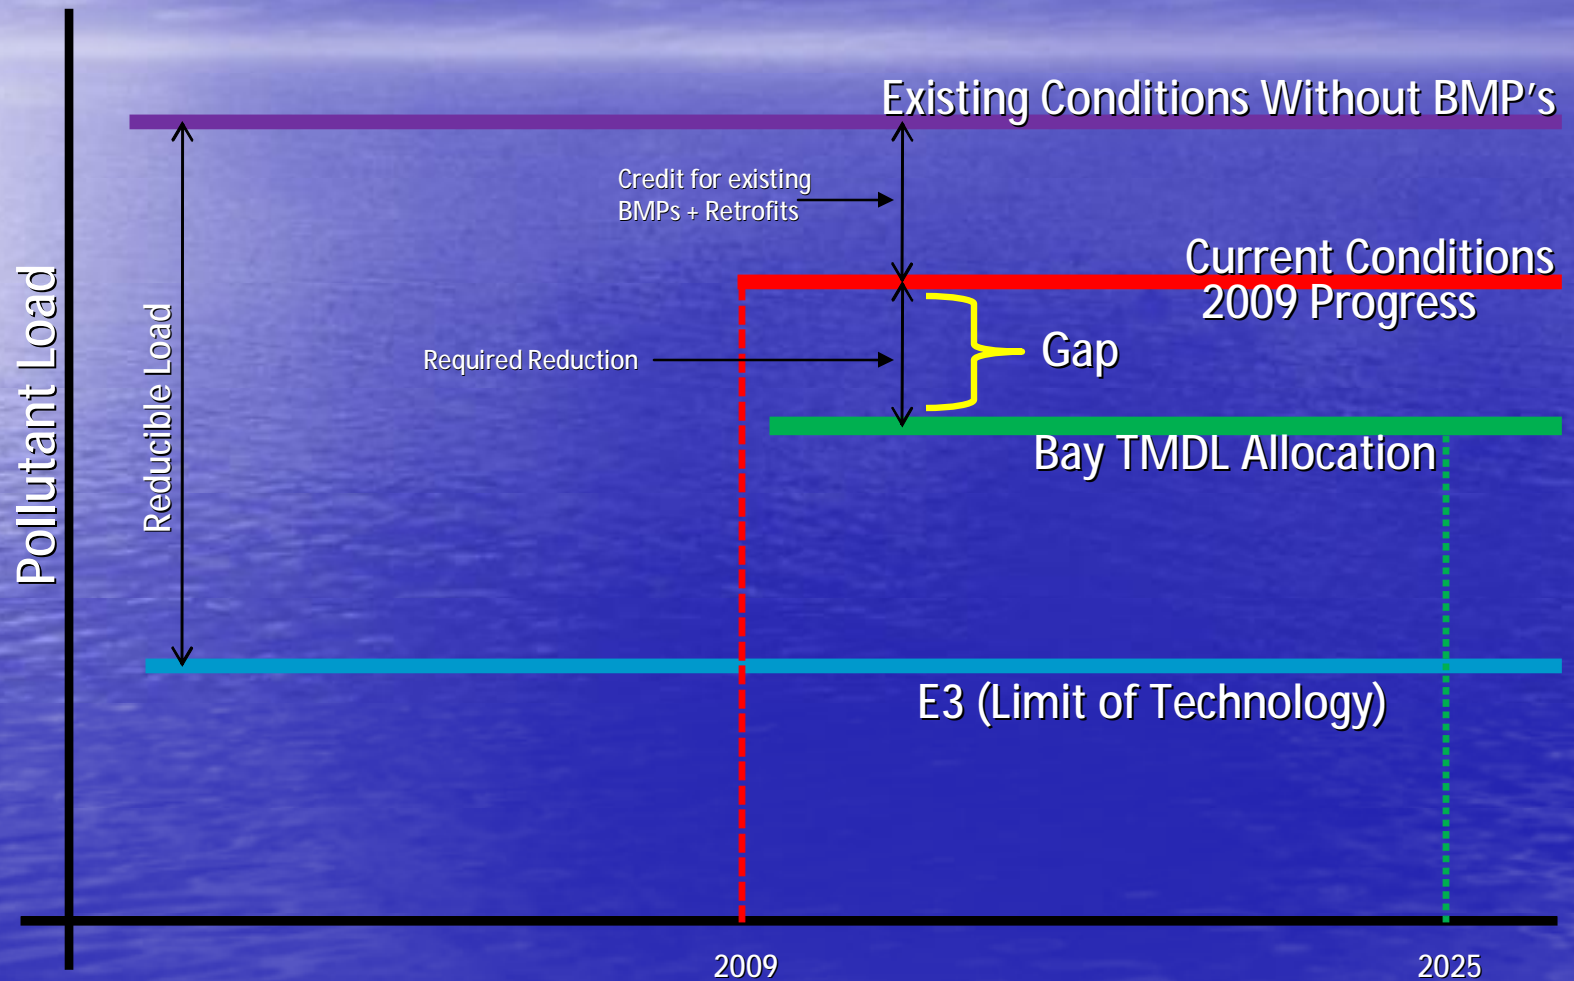 Existing Conditions Without BMP's
Credit for existing
BMPs + Retrofits
Current Conditions
2009 Progress
Pollutant Load
Reducible Load
Required Reduction
Gap
Bay TMDL Allocation
E3 (Limit of Technology)
2009
2025